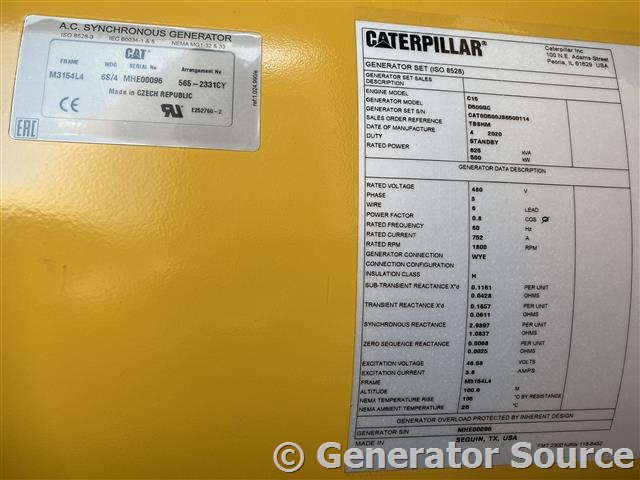 A.C. SYNCHRONOUS GENERATOR
ISO 8528-3 IEC 60034-1 & 5 NEMA MG1-32 & 33
CAT
FRAME WDG SERIAL No Arrangement No
M3154L4 6S/4 MHE00096 565-2331CY
Made in CZECH REPUBLIC
E252760-2
CATERPILLAR®
Caterpillar Inc
100 N.E. Adams Street
Peoria, IL 61629 USA
GENERATOR SET (ISO 8528)
GENERATOR SET SALES
DESCRIPTION
ENGINE MODEL C15
GENERATOR MODEL D500GC
GENERATOR SET S/N CAT0D500JS6500114
SALES ORDER REFERENCE TBSHM
DATE OF MANUFACTURE 4 2020
DUTY STANDBY
RATED POWER 625 kVA
500 kW
GENERATOR DATA DESCRIPTION
RATED VOLTAGE 480 V
PHASE 3
WIRE 6 LEAD
POWER FACTOR 0.8 COS Ø
RATED FREQUENCY 60 Hz
RATED CURRENT 752 A
RATED RPM 1800 RPM
GENERATOR CONNECTION WYE
CONNECTION CONFIGURATION
INSULATION CLASS H
SUB-TRANSIENT REACTANCE X"d 0.1161 PER UNIT
0.0428 OHMS
TRANSIENT REACTANCE X'd 0.1657 PER UNIT
0.0611 OHMS
SYNCHRONOUS REACTANCE 2.9397 PER UNIT
1.0837 OHMS
ZERO SEQUENCE REACTANCE 0.0068 PER UNIT
0.0025 OHMS
EXCITATION VOLTAGE 46.58 VOLTS
EXCITATION CURRENT 3.6 AMPS
FRAME M3154L4
ALTITUDE 100.0 M
NEMA TEMPERATURE RISE 105 °C BY RESISTANCE
NEMA AMBIENT TEMPERATURE 25 °C
GENERATOR OVERLOAD PROTECTED BY INHERENT DESIGN
GENERATOR S/N MHE00096
MADE IN SEGUIN, TX, USA
© Generator Source